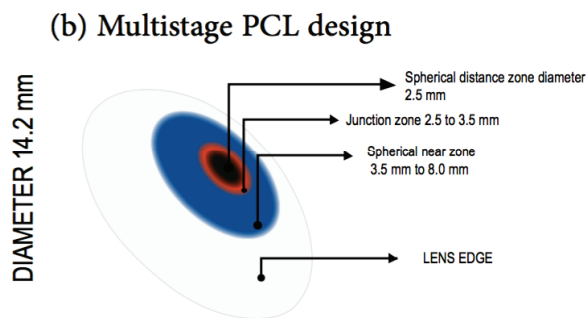 (b) Multistage PCL design
DIAMETER 14.2 mm
Spherical distance zone diameter
2.5 mm
Junction zone 2.5 to 3.5 mm
Spherical near zone
3.5 mm to 8.0 mm
LENS EDGE